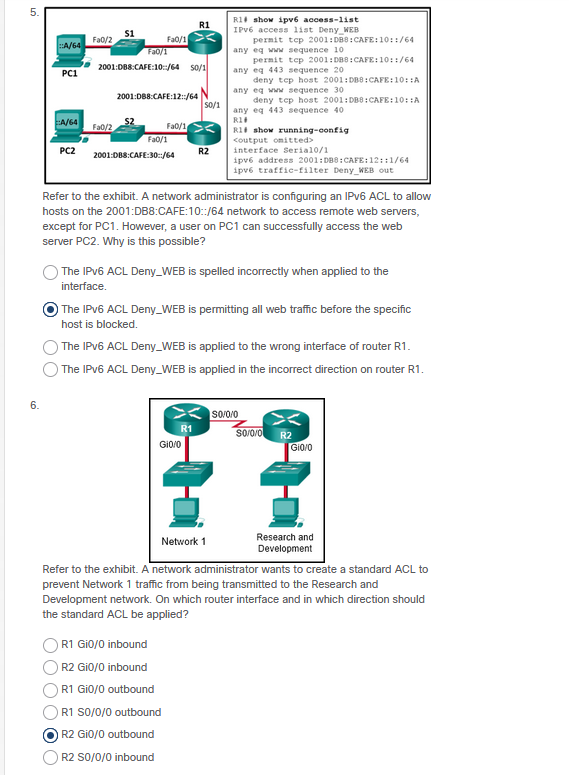 5.
R1
S1
Fa0/2
Fa0/1
::A/64
Fa0/1
PC1
2001:DB8:CAFE:10::/64
S0/1
2001:DB8:CAFE:12::/64
S0/1
::A/64
Fa0/2
S2
Fa0/1
Fa0/1
PC2
2001:DB8:CAFE:30::/64
R2
R1# show ipv6 access-list
IPv6 access list Deny_WEB
permit tcp 2001:DB8:CAFE:10::/64
any eq www sequence 10
permit tcp 2001:DB8:CAFE:10::/64
any eq 443 sequence 20
deny tcp host 2001:DB8:CAFE:10::A
any eq www sequence 30
deny tcp host 2001:DB8:CAFE:10::A
any eq 443 sequence 40
R1#
R1# show running-config
<output omitted>
interface Serial0/1
ipv6 address 2001:DB8:CAFE:12::1/64
ipv6 traffic-filter Deny_WEB out
Refer to the exhibit. A network administrator is configuring an IPv6 ACL to allow
hosts on the 2001:DB8:CAFE:10::/64 network to access remote web servers,
except for PC1. However, a user on PC1 can successfully access the web
server PC2. Why is this possible?
The IPv6 ACL Deny_WEB is spelled incorrectly when applied to the
interface.
The IPv6 ACL Deny_WEB is permitting all web traffic before the specific
host is blocked.
The IPv6 ACL Deny_WEB is applied to the wrong interface of router R1.
The IPv6 ACL Deny_WEB is applied in the incorrect direction on router R1.
6.
S0/0/0
R1
S0/0/0
R2
Gi0/0
Gi0/0
Network 1
Research and
Development
Refer to the exhibit. A network administrator wants to create a standard ACL to
prevent Network 1 traffic from being transmitted to the Research and
Development network. On which router interface and in which direction should
the standard ACL be applied?
R1 Gi0/0 inbound
R2 Gi0/0 inbound
R1 Gi0/0 outbound
R1 S0/0/0 outbound
R2 Gi0/0 outbound
R2 S0/0/0 inbound